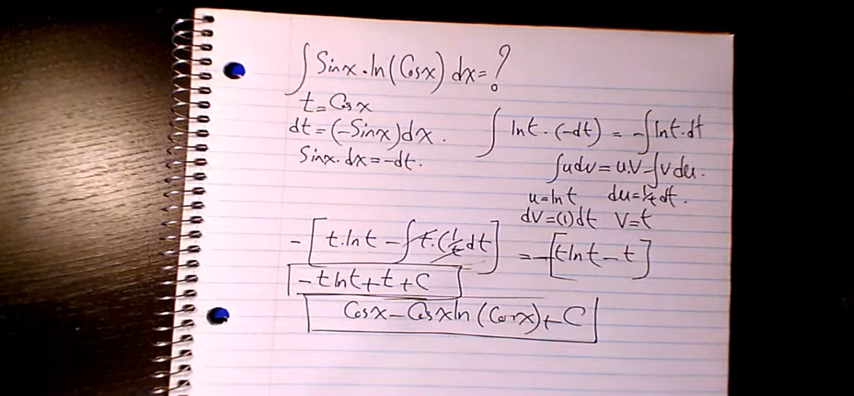 ∫ Sinx · ln(Cosx) dx = ?
t = Cosx
dt = (-Sinx)dx.
Sinx. dx = -dt.
∫ lnt · (-dt) = -∫ lnt. dt
∫udv = u.v - ∫v du.
u = lnt du = 1/t dt.
dv = (1)dt v = t
-[t.lnt - ∫t.(1/t dt] = -[tlnt - t]
-tlnt + t + C
Cosx - Cosx ln(Cosx) + C